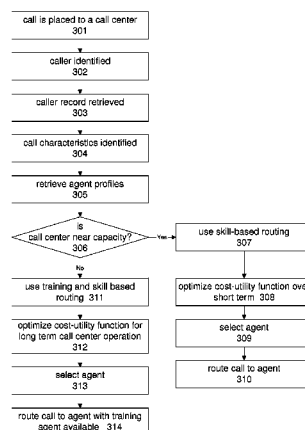 call is placed to a call center
301
caller identified
302
caller record retrieved
303
call characteristics identified
304
retrieve agent profiles
305
is
call center near capacity?
306
Yes
No
use skill-based routing
307
optimize cost-utility function over
short term 308
select agent
309
route call to agent
310
use training and skill based
routing 311
optimize cost-utility function for
long term call center operation
312
select agent
313
route call to agent with training
agent available 314